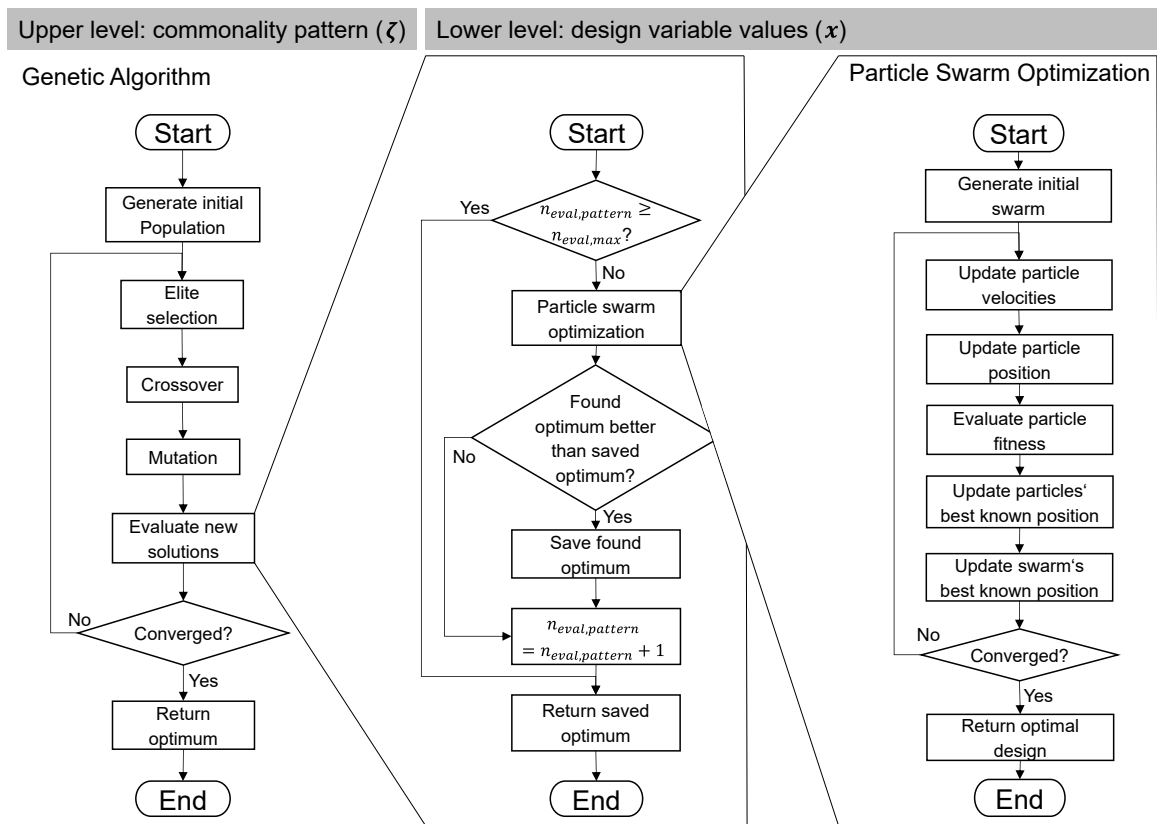 Upper level: commonality pattern (ζ)
Lower level: design variable values (x)
Genetic Algorithm
Start
Generate initial
Population
Elite
selection
Crossover
Mutation
Evaluate new
solutions
No
Converged?
Yes
Return
optimum
End
Start
Yes
n_eval,pattern ≥
n_eval,max?
No
Particle swarm
optimization
Found
optimum better
than saved
optimum?
No
Yes
Save found
optimum
n_eval,pattern
= n_eval,pattern + 1
Return saved
optimum
End
Particle Swarm Optimization
Start
Generate initial
swarm
Update particle
velocities
Update particle
position
Evaluate particle
fitness
Update particles‘
best known position
Update swarm‘s
best known position
No
Converged?
Yes
Return optimal
design
End